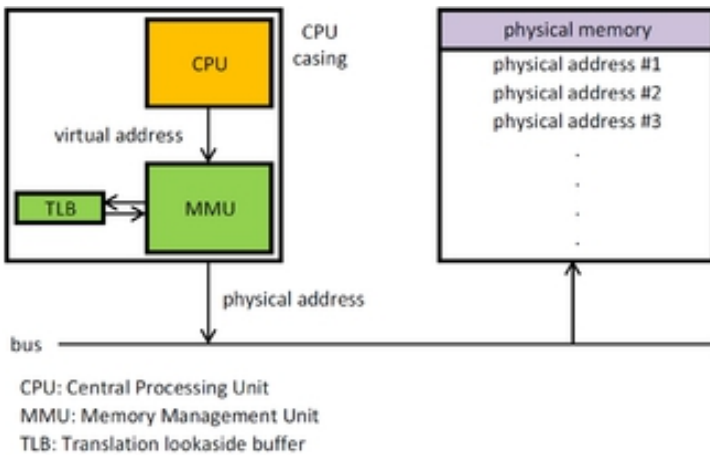 CPU
casing
CPU
virtual address
TLB
MMU
physical address
bus
physical memory
physical address #1
physical address #2
physical address #3
.
.
.
.
CPU: Central Processing Unit
MMU: Memory Management Unit
TLB: Translation lookaside buffer